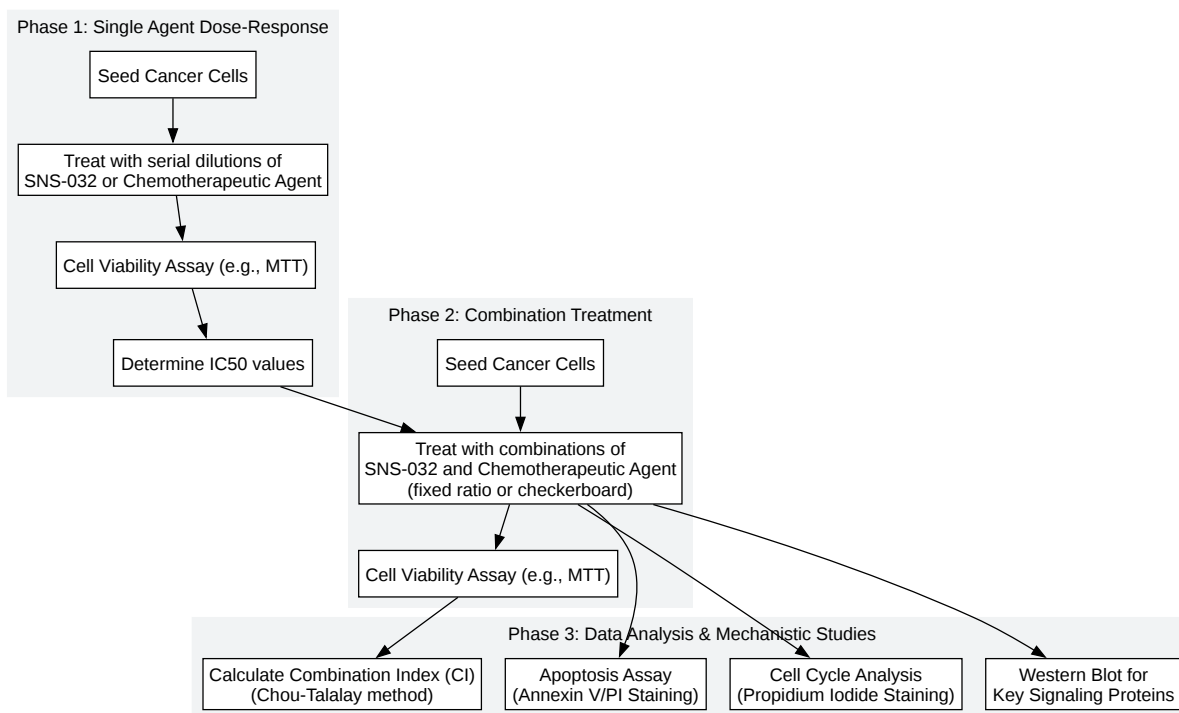 Phase 1: Single Agent Dose-Response
Seed Cancer Cells
Treat with serial dilutions of
SNS-032 or Chemotherapeutic Agent
Cell Viability Assay (e.g., MTT)
Determine IC50 values
Phase 2: Combination Treatment
Seed Cancer Cells
Treat with combinations of
SNS-032 and Chemotherapeutic Agent
(fixed ratio or checkerboard)
Cell Viability Assay (e.g., MTT)
Phase 3: Data Analysis & Mechanistic Studies
Calculate Combination Index (CI)
(Chou-Talalay method)
Apoptosis Assay
(Annexin V/PI Staining)
Cell Cycle Analysis
(Propidium Iodide Staining)
Western Blot for
Key Signaling Proteins